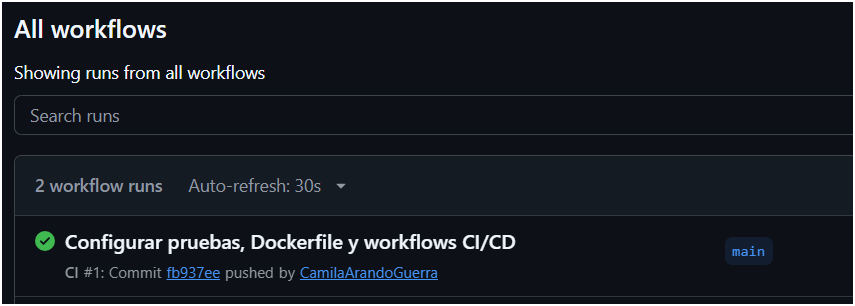 All workflows
Showing runs from all workflows
Search runs
2 workflow runs Auto-refresh: 30s
Configurar pruebas, Dockerfile y workflows CI/CD
main
CI #1: Commit fb937ee pushed by CamilaArandoGuerra